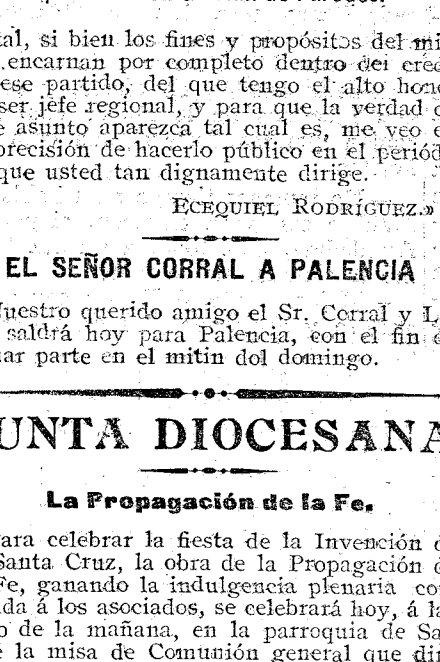 tal, si bien los fines y propósitos del mi
encarnan por completo dentro del cred
ese partido, del que tengo el alto hono
ser jefe regional, y para que la verdad d
e asunto aparezca tal cual es, me veo e
precisión de hacerlo público en el periód
que usted tan dignamente dirige.
ECEQUIEL RODRÍGUEZ.»
EL SEÑOR CORRAL A PALENCIA
Nuestro querido amigo el Sr. Corral y L
saldrá hoy para Palencia, con el fin d
ar parte en el mitin dol domingo.
UNTA DIOCESANA
La Propagación de la Fe.
ara celebrar la fiesta de la Invención d
Santa Cruz, la obra de la Propagación d
Fe, ganando la indulgencia plenaria con
da á los asociados, se celebrará hoy, á la
o de la mañana, en la parroquia de Sa
é la misa de Comunión general que dir